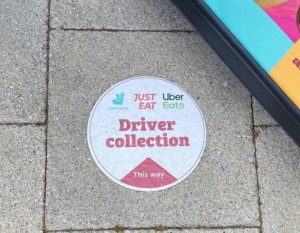 JUST EAT
Uber Eats
Driver
collection
This way